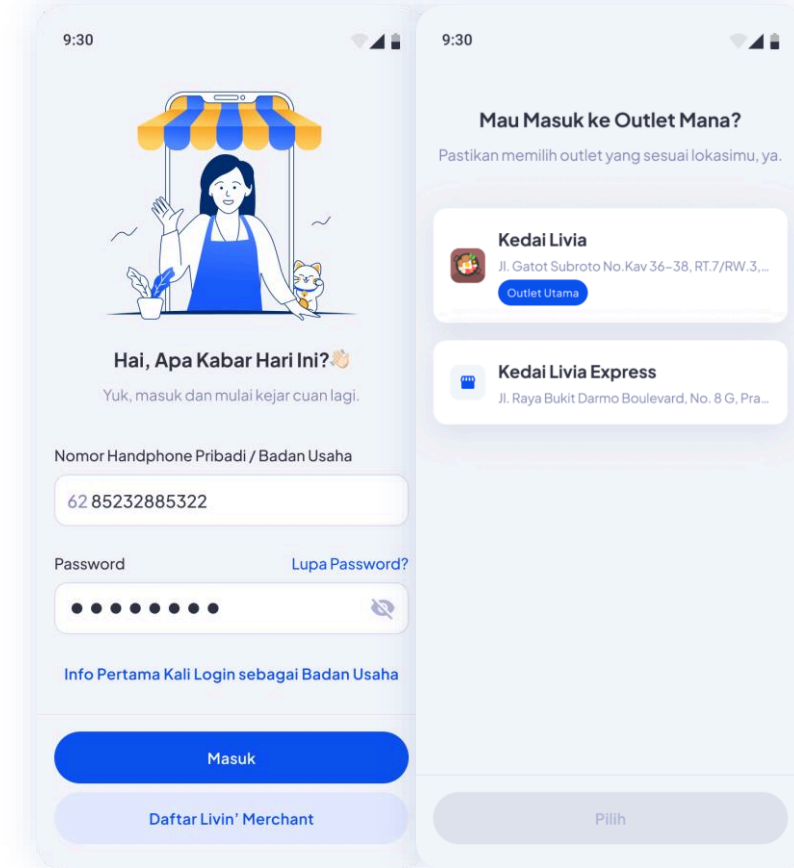 9:30
Hai, Apa Kabar Hari Ini?👋🏻
Yuk, masuk dan mulai kejar cuan lagi.
Nomor Handphone Pribadi / Badan Usaha
62 85232885322
Password
Lupa Password?
Info Pertama Kali Login sebagai Badan Usaha
Masuk
Daftar Livin' Merchant
9:30
Mau Masuk ke Outlet Mana?
Pastikan memilih outlet yang sesuai lokasimu, ya.
Kedai Livia
Jl. Gatot Subroto No.Kav 36-38, RT.7/RW.3,...
Outlet Utama
Kedai Livia Express
Jl. Raya Bukit Darmo Boulevard, No. 8 G, Pra...
Pilih